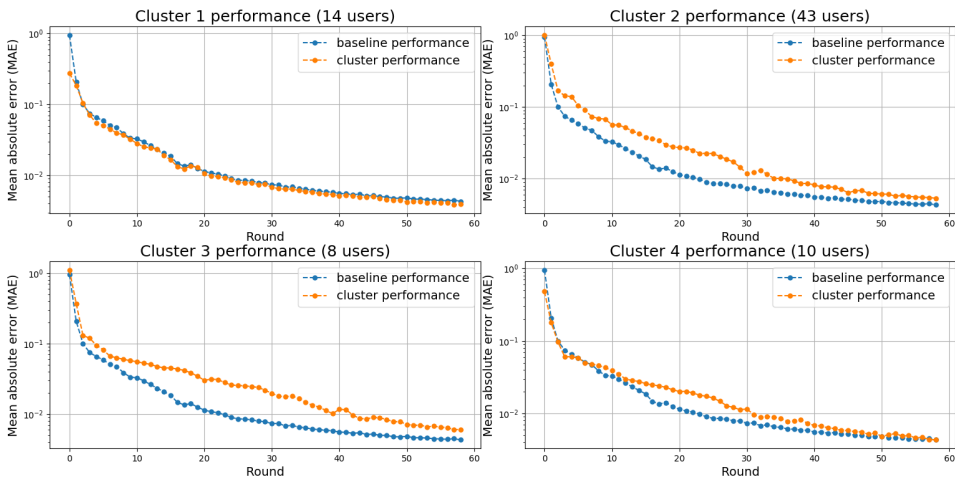 Cluster 1 performance (14 users)
Mean absolute error (MAE)
10⁰
10⁻¹
10⁻²
baseline performance
cluster performance
0 10 20 30 40 50 60
Round
Cluster 2 performance (43 users)
Mean absolute error (MAE)
10⁰
10⁻¹
10⁻²
baseline performance
cluster performance
0 10 20 30 40 50 60
Round
Cluster 3 performance (8 users)
Mean absolute error (MAE)
10⁰
10⁻¹
10⁻²
baseline performance
cluster performance
0 10 20 30 40 50 60
Round
Cluster 4 performance (10 users)
Mean absolute error (MAE)
10⁰
10⁻¹
10⁻²
baseline performance
cluster performance
0 10 20 30 40 50 60
Round